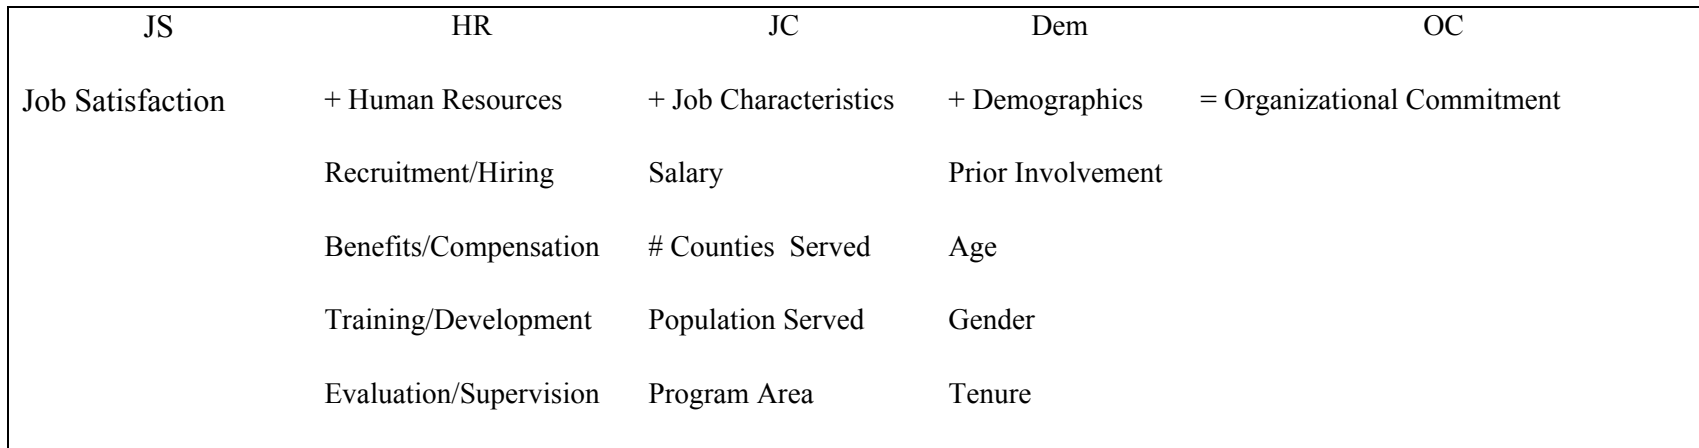 JS HR JC Dem OC
Job Satisfaction + Human Resources + Job Characteristics + Demographics = Organizational Commitment
Recruitment/Hiring Salary Prior Involvement
Benefits/Compensation # Counties  Served Age
Training/Development Population Served Gender
Evaluation/Supervision Program Area Tenure